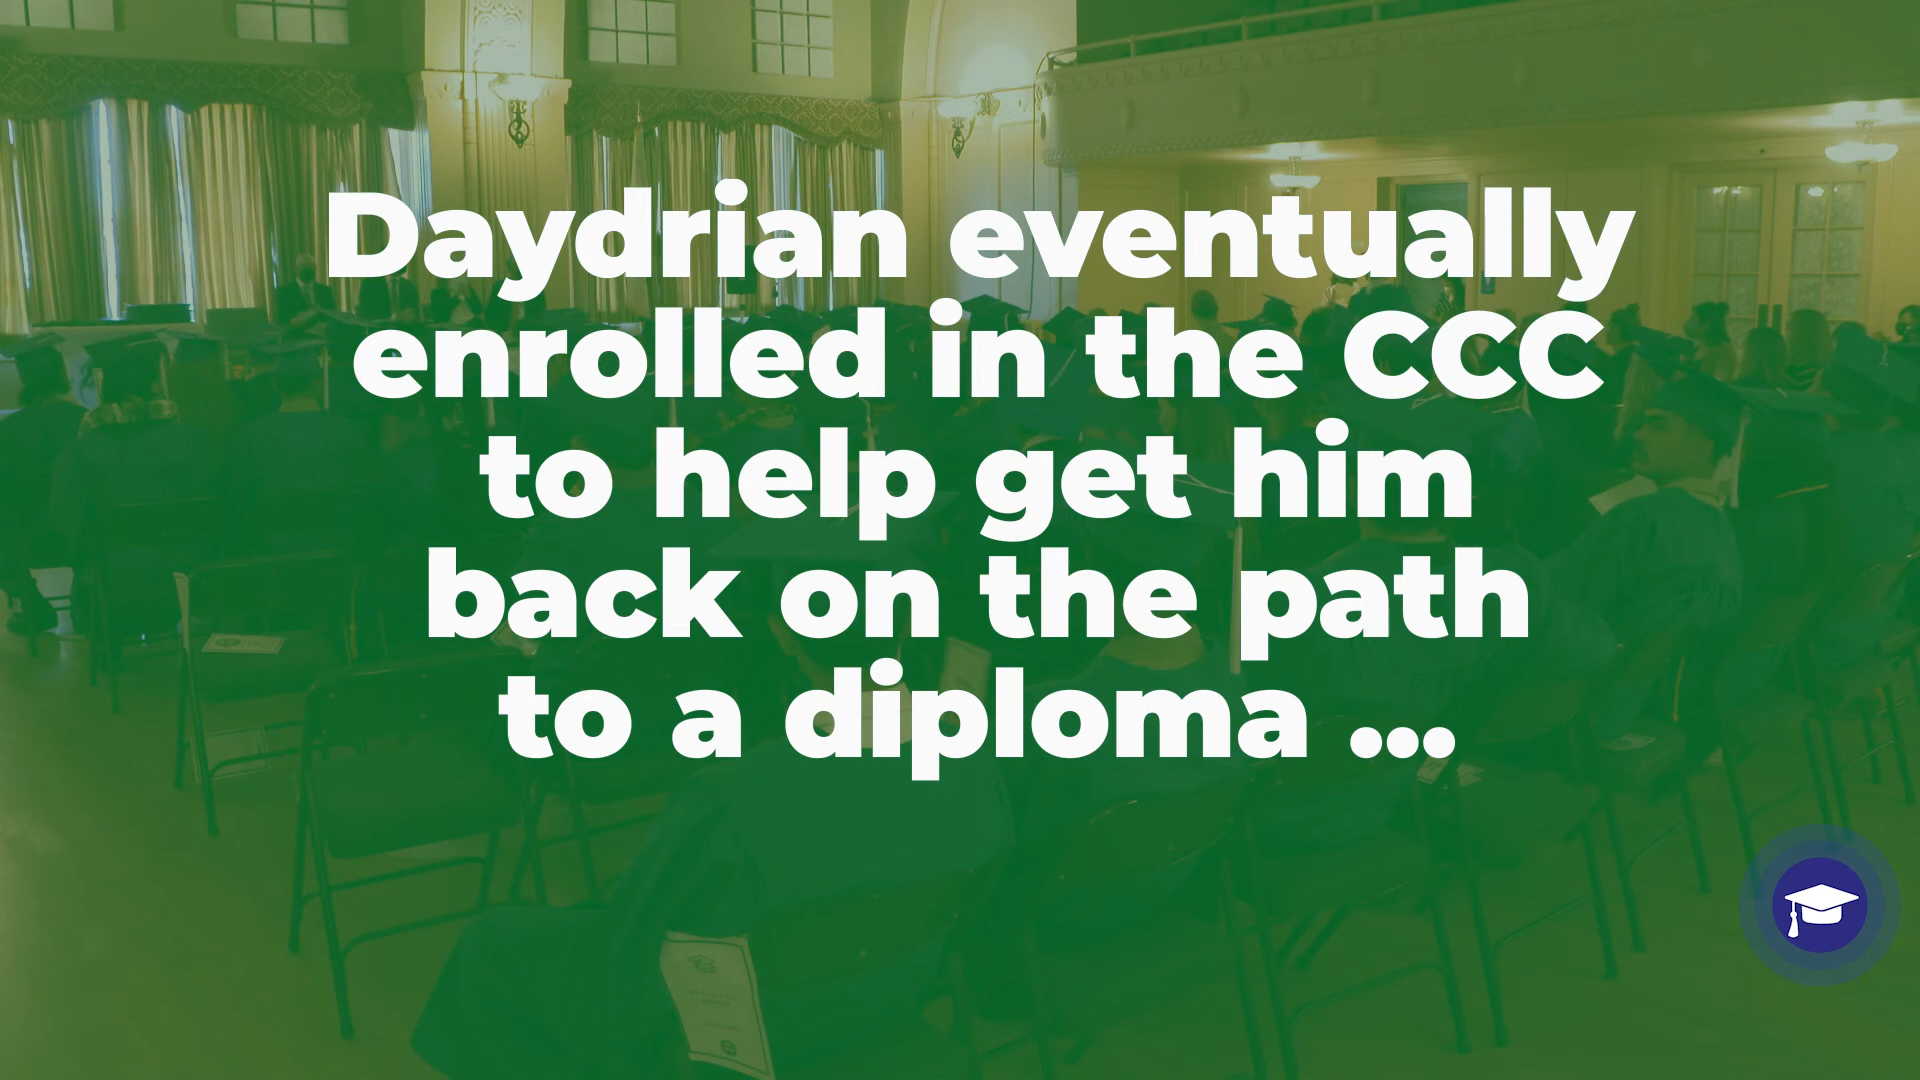 Daydrian eventually
enrolled in the CCC
to help get him
back on the path
to a diploma ...